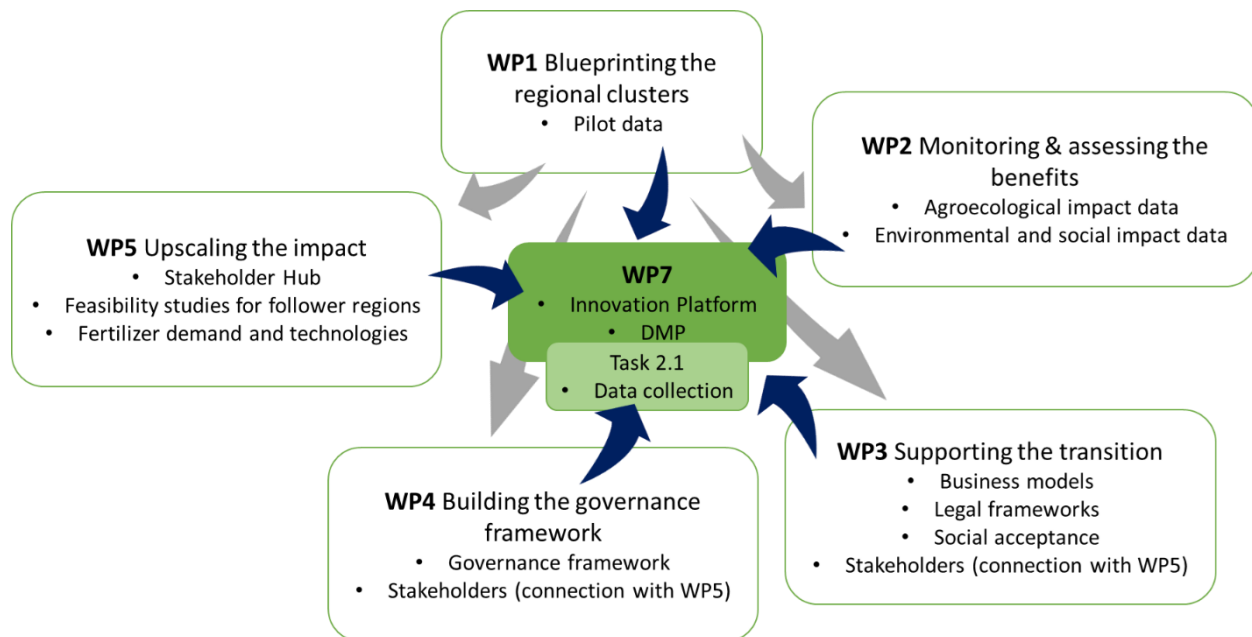 WP1 Blueprinting the
regional clusters
• Pilot data
WP2 Monitoring & assessing the
benefits
• Agroecological impact data
• Environmental and social impact data
WP5 Upscaling the impact
• Stakeholder Hub
• Feasibility studies for follower regions
• Fertilizer demand and technologies
WP7
• Innovation Platform
• DMP
Task 2.1
• Data collection
WP4 Building the governance
framework
• Governance framework
• Stakeholders (connection with WP5)
WP3 Supporting the transition
• Business models
• Legal frameworks
• Social acceptance
• Stakeholders (connection with WP5)